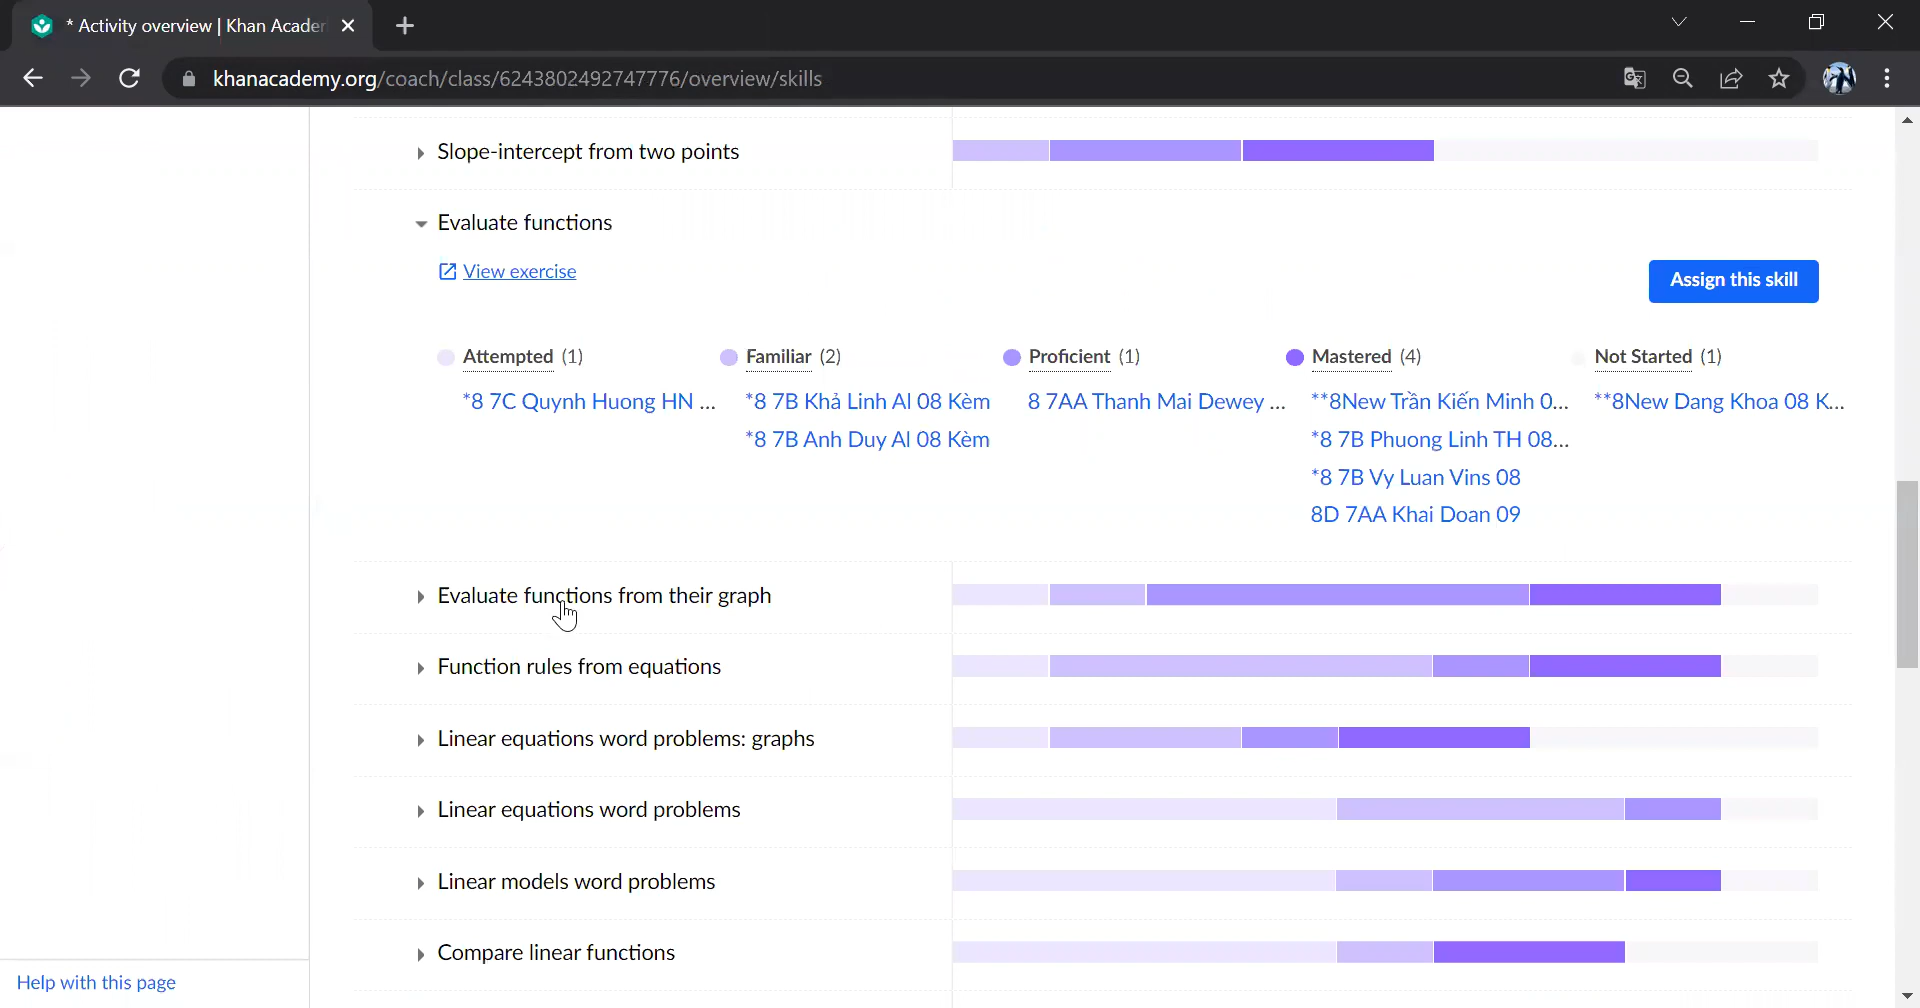 * Activity overview | Khan Acade
khanacademy.org/coach/class/6243802492747776/overview/skills
Slope-intercept from two points
Evaluate functions
View exercise
Assign this skill
Attempted (1)
Familiar (2)
Proficient (1)
Mastered (4)
Not Started (1)
*8 7C Quynh Huong HN ...
*8 7B Khả Linh Al 08 Kèm
8 7AA Thanh Mai Dewey ...
**8New Trần Kiến Minh 0...
**8New Dang Khoa 08 K...
*8 7B Anh Duy Al 08 Kèm
*8 7B Phuong Linh TH 08...
*8 7B Vy Luan Vins 08
8D 7AA Khai Doan 09
Evaluate functions from their graph
Function rules from equations
Linear equations word problems: graphs
Linear equations word problems
Linear models word problems
Compare linear functions
Help with this page